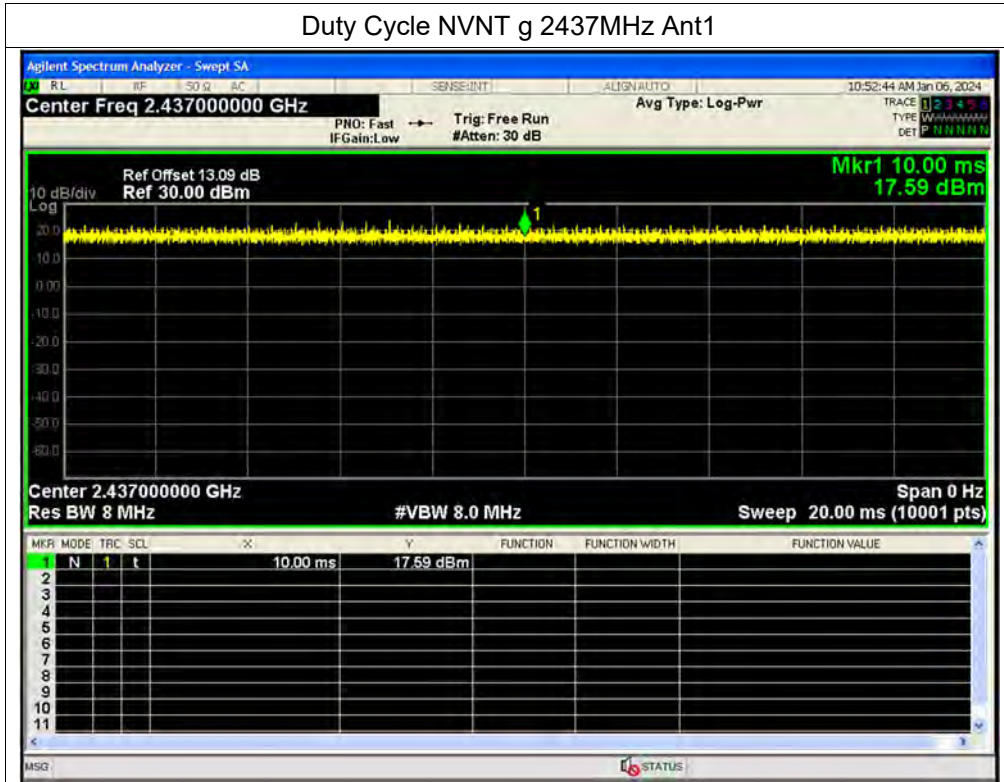 Duty Cycle NVNT g 2437MHz Ant1
Agilent Spectrum Analyzer - Swept SA
LXI RL RF 50 Ω AC SENSE:INT ALIGNAUTO 10:52:44 AM Jan 06, 2024
Center Freq 2.437000000 GHz Avg Type: Log-Pwr TRACE 1 2 3 4 5 6
PNO: Fast Trig: Free Run TYPE W
IFGain:Low #Atten: 30 dB DET P N N N N N
Mkr1 10.00 ms
Ref Offset 13.09 dB
10 dB/div Ref 30.00 dBm 17.59 dBm
Log
1
20.0
10.0
0.00
-10.0
-20.0
-30.0
-40.0
-50.0
-60.0
Center 2.437000000 GHz Span 0 Hz
Res BW 8 MHz #VBW 8.0 MHz Sweep 20.00 ms (10001 pts)
MKR MODE TRC SCL X Y FUNCTION FUNCTION WIDTH FUNCTION VALUE
1 N 1 t 10.00 ms 17.59 dBm
2
3
4
5
6
7
8
9
10
11
MSG STATUS